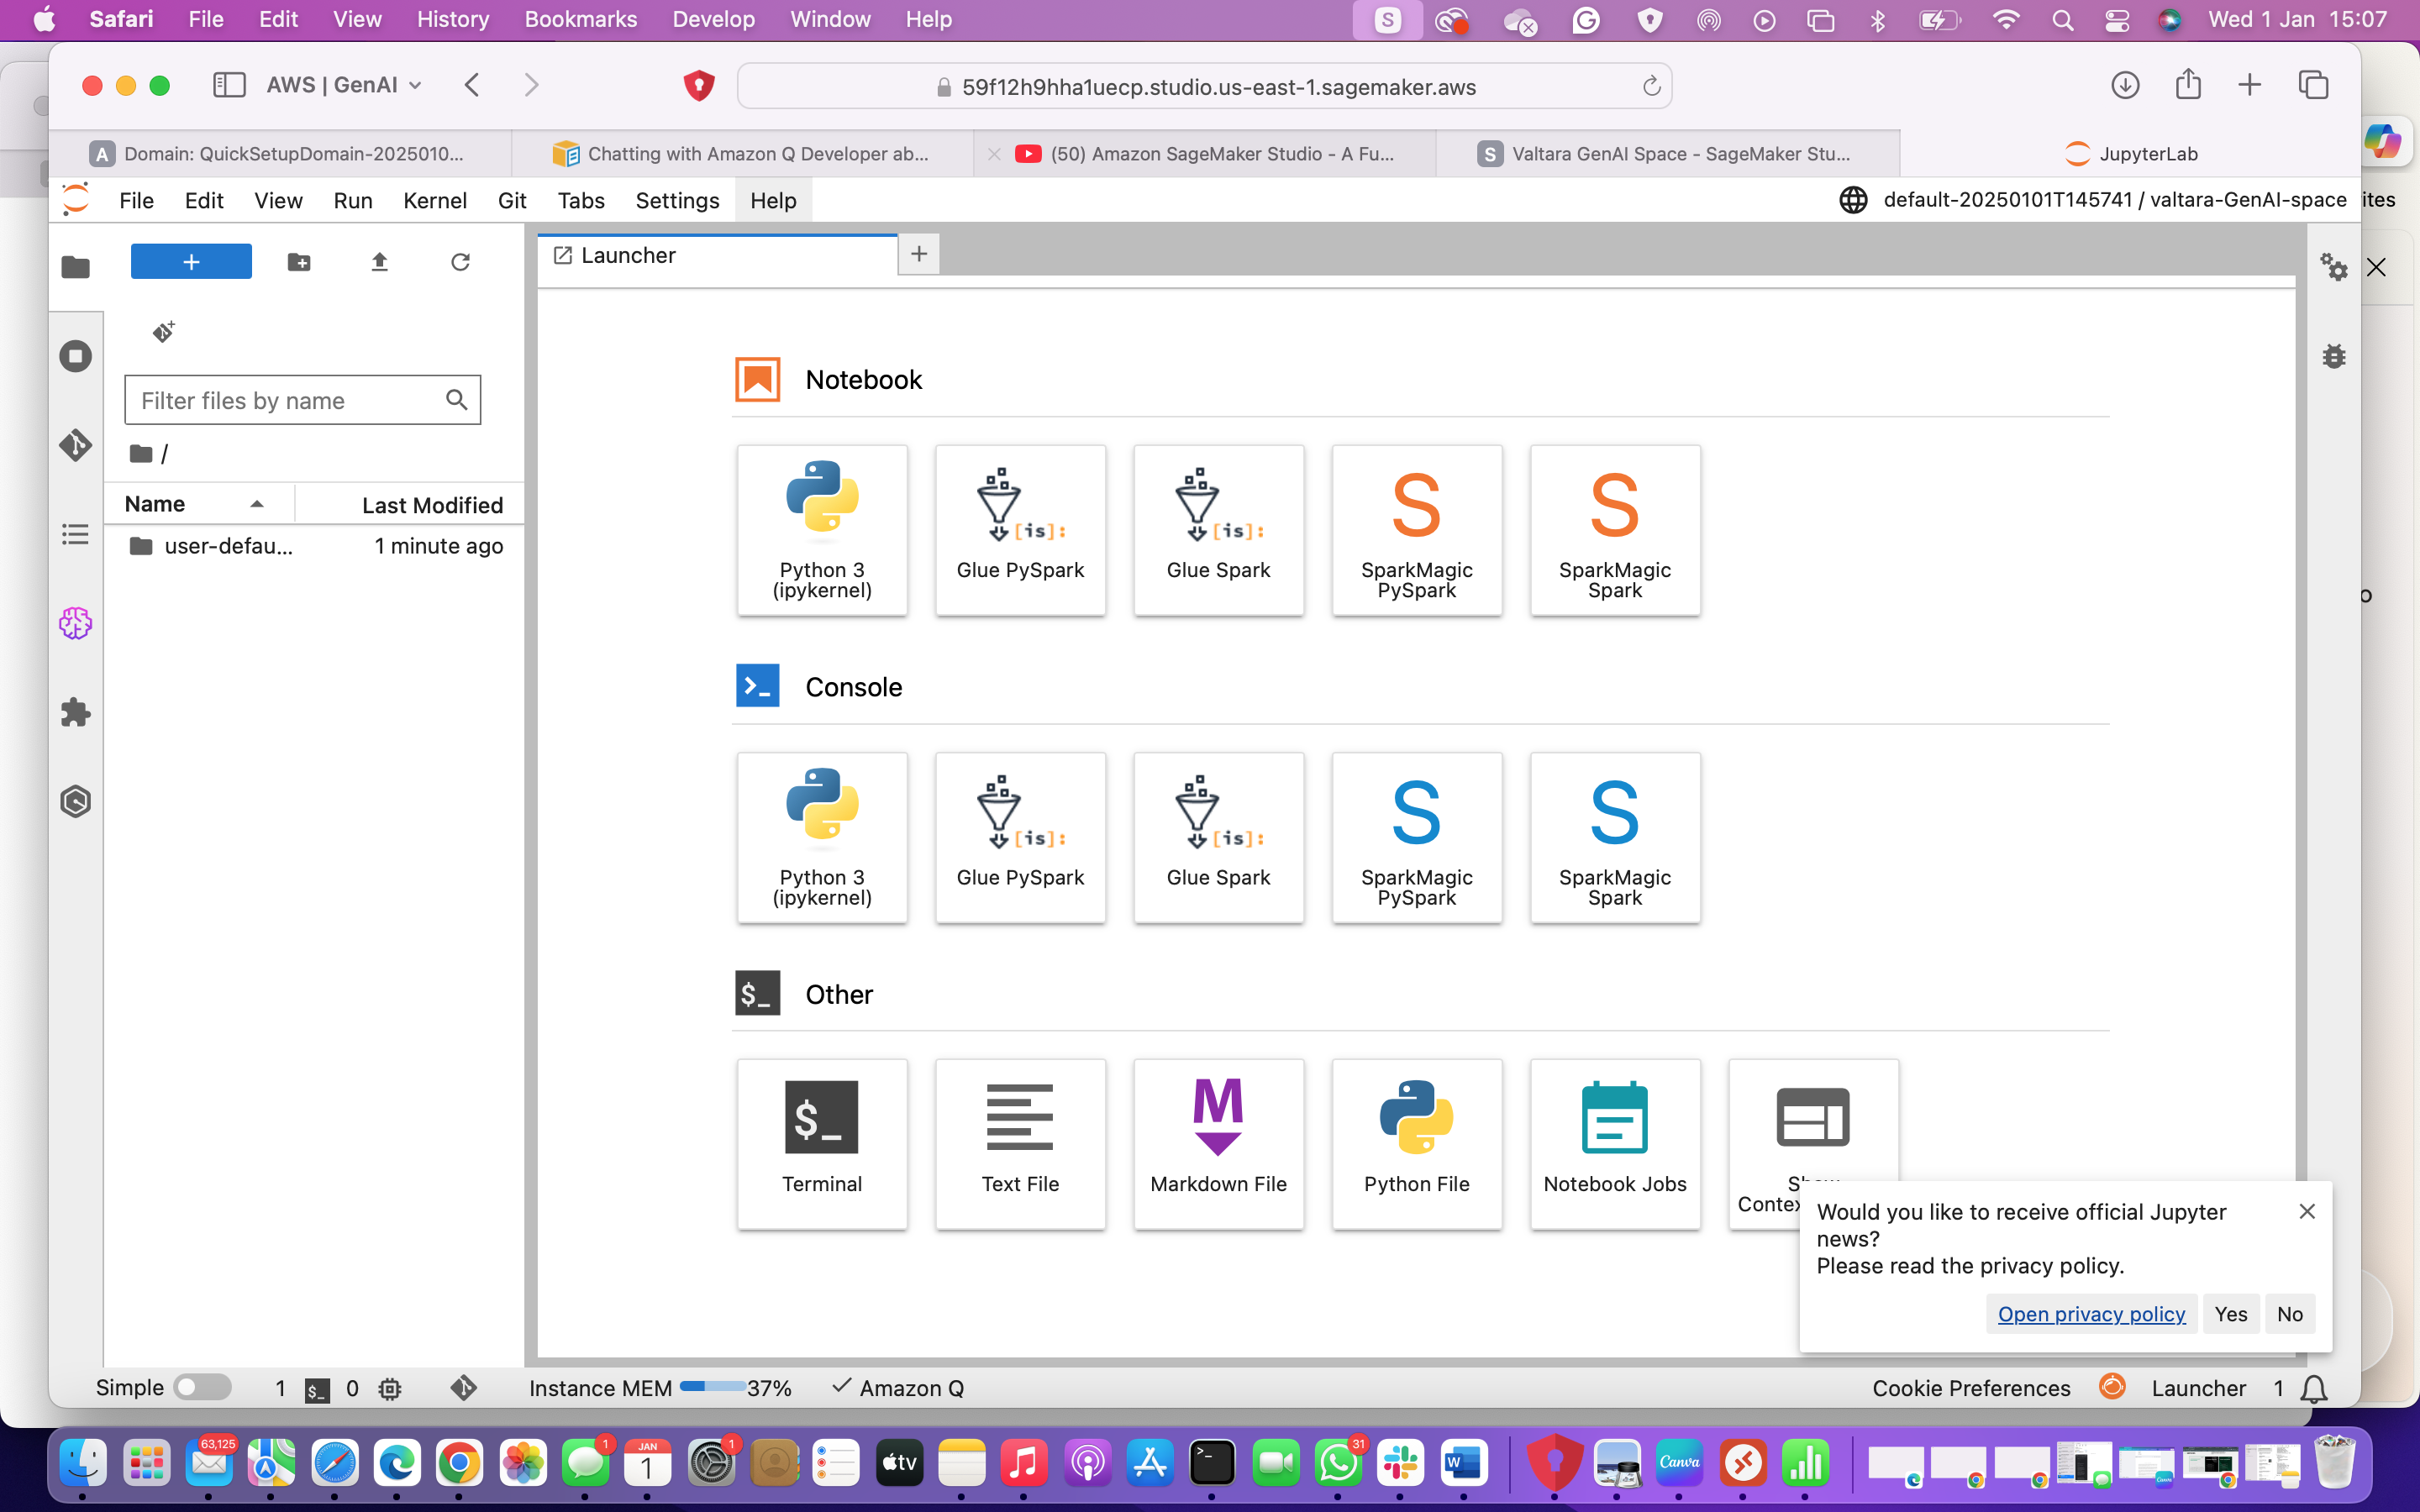 Safari File Edit View History Bookmarks Develop Window Help S Wed 1 Jan 15:07
AWS | GenAI 59f12h9hha1uecp.studio.us-east-1.sagemaker.aws
A Domain: QuickSetupDomain-2025010... Chatting with Amazon Q Developer ab... (50) Amazon SageMaker Studio - A Fu... S Valtara GenAI Space - SageMaker Stu... JupyterLab
File Edit View Run Kernel Git Tabs Settings Help default-20250101T145741 / valtara-GenAI-space ites
Launcher
Filter files by name
/
Name Last Modified
user-defau... 1 minute ago
Notebook
[is]: [is]: S S
Python 3 (ipykernel)
Glue PySpark
Glue Spark
SparkMagic PySpark
SparkMagic Spark
Console
[is]: [is]: S S
Python 3 (ipykernel)
Glue PySpark
Glue Spark
SparkMagic PySpark
SparkMagic Spark
$_ Other
$_ M
Terminal
Text File
Markdown File
Python File
Notebook Jobs
Would you like to receive official Jupyter
news?
Please read the privacy policy.
Open privacy policy Yes No
Simple 1 $_ 0 Instance MEM 37% Amazon Q Cookie Preferences Launcher 1
63,125 1 JAN 1 1 tv 31 W Canva